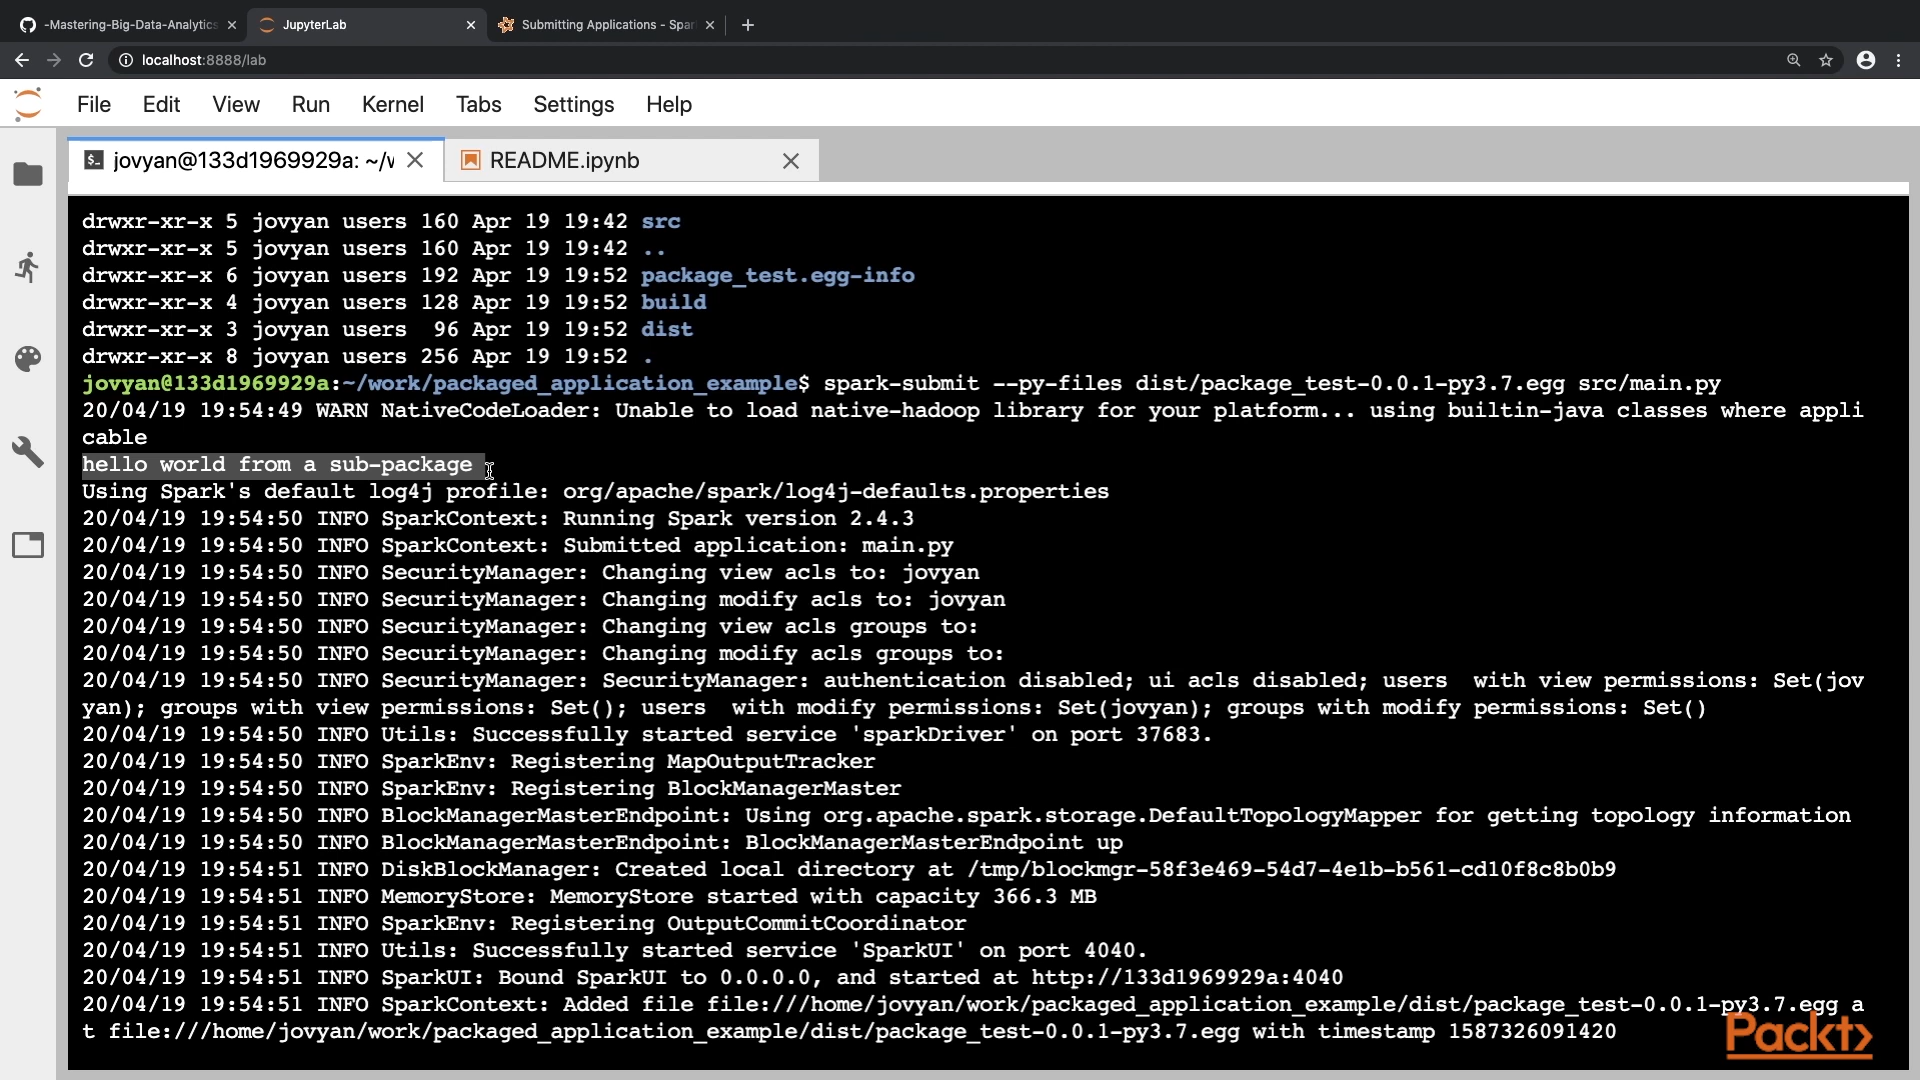 -Mastering-Big-Data-Analytics
JupyterLab
Submitting Applications - Spar
localhost:8888/lab
File Edit View Run Kernel Tabs Settings Help
jovyan@133d1969929a: ~/v
README.ipynb
drwxr-xr-x 5 jovyan users 160 Apr 19 19:42 src
drwxr-xr-x 5 jovyan users 160 Apr 19 19:42 ..
drwxr-xr-x 6 jovyan users 192 Apr 19 19:52 package_test.egg-info
drwxr-xr-x 4 jovyan users 128 Apr 19 19:52 build
drwxr-xr-x 3 jovyan users  96 Apr 19 19:52 dist
drwxr-xr-x 8 jovyan users 256 Apr 19 19:52 .
jovyan@133d1969929a:~/work/packaged_application_example$ spark-submit --py-files dist/package_test-0.0.1-py3.7.egg src/main.py
20/04/19 19:54:49 WARN NativeCodeLoader: Unable to load native-hadoop library for your platform... using builtin-java classes where appli
cable
hello world from a sub-package
Using Spark's default log4j profile: org/apache/spark/log4j-defaults.properties
20/04/19 19:54:50 INFO SparkContext: Running Spark version 2.4.3
20/04/19 19:54:50 INFO SparkContext: Submitted application: main.py
20/04/19 19:54:50 INFO SecurityManager: Changing view acls to: jovyan
20/04/19 19:54:50 INFO SecurityManager: Changing modify acls to: jovyan
20/04/19 19:54:50 INFO SecurityManager: Changing view acls groups to:
20/04/19 19:54:50 INFO SecurityManager: Changing modify acls groups to:
20/04/19 19:54:50 INFO SecurityManager: SecurityManager: authentication disabled; ui acls disabled; users  with view permissions: Set(jov
yan); groups with view permissions: Set(); users  with modify permissions: Set(jovyan); groups with modify permissions: Set()
20/04/19 19:54:50 INFO Utils: Successfully started service 'sparkDriver' on port 37683.
20/04/19 19:54:50 INFO SparkEnv: Registering MapOutputTracker
20/04/19 19:54:50 INFO SparkEnv: Registering BlockManagerMaster
20/04/19 19:54:50 INFO BlockManagerMasterEndpoint: Using org.apache.spark.storage.DefaultTopologyMapper for getting topology information
20/04/19 19:54:50 INFO BlockManagerMasterEndpoint: BlockManagerMasterEndpoint up
20/04/19 19:54:51 INFO DiskBlockManager: Created local directory at /tmp/blockmgr-58f3e469-54d7-4e1b-b561-cd10f8c8b0b9
20/04/19 19:54:51 INFO MemoryStore: MemoryStore started with capacity 366.3 MB
20/04/19 19:54:51 INFO SparkEnv: Registering OutputCommitCoordinator
20/04/19 19:54:51 INFO Utils: Successfully started service 'SparkUI' on port 4040.
20/04/19 19:54:51 INFO SparkUI: Bound SparkUI to 0.0.0.0, and started at http://133d1969929a:4040
20/04/19 19:54:51 INFO SparkContext: Added file file:///home/jovyan/work/packaged_application_example/dist/package_test-0.0.1-py3.7.egg a
t file:///home/jovyan/work/packaged_application_example/dist/package_test-0.0.1-py3.7.egg with timestamp 1587326091420
Packt>